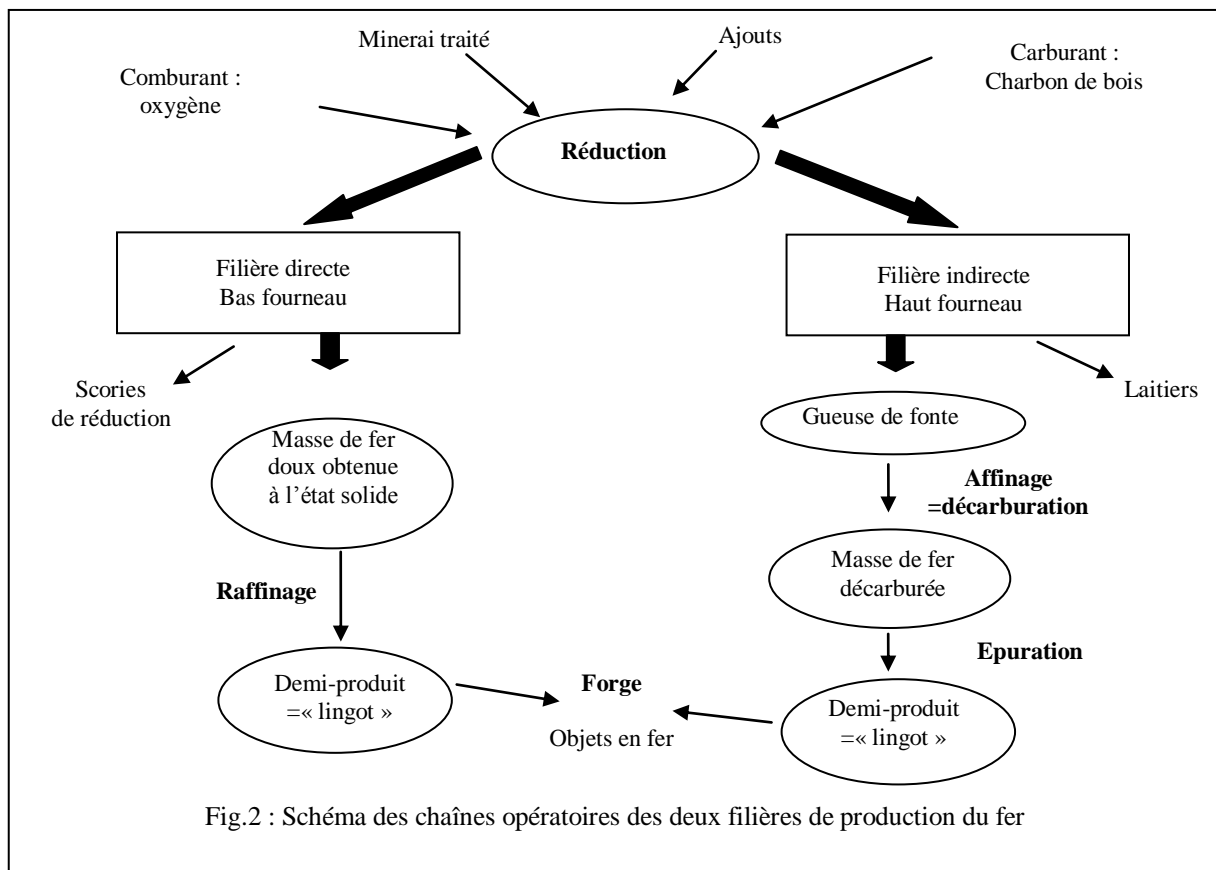 Minerai traité
Ajouts
Comburant :
oxygène
Carburant :
Charbon de bois
Réduction
Filière directe
Bas fourneau
Filière indirecte
Haut fourneau
Scories
de réduction
Laitiers
Masse de fer
doux obtenue
à l’état solide
Gueuse de fonte
Affinage
=décarburation
Masse de fer
décarburée
Raffinage
Epuration
Demi-produit
=« lingot »
Forge
Objets en fer
Demi-produit
=« lingot »
Fig.2 : Schéma des chaînes opératoires des deux filières de production du fer